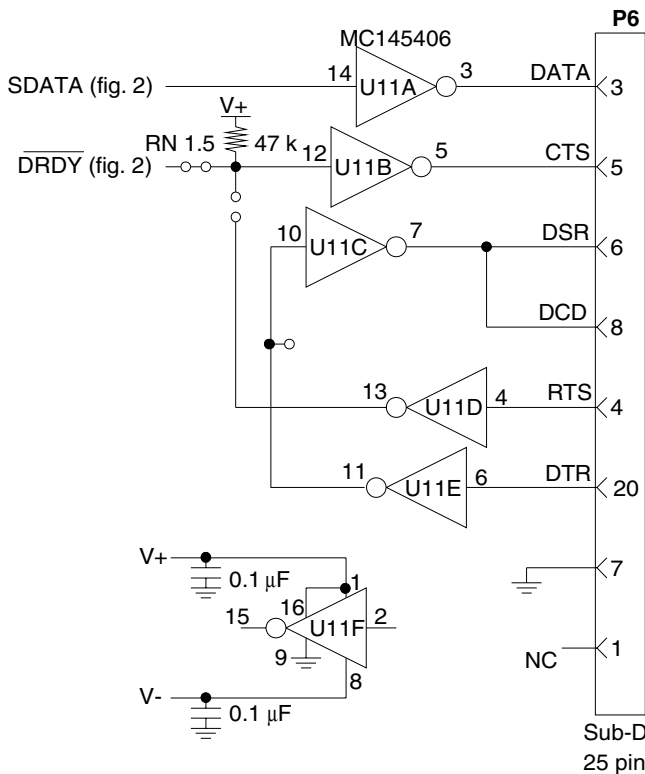 P6
MC145406
SDATA (fig. 2) 14 U11A 3 DATA 3
V+
RN 1.5 47 k
DRDY (fig. 2) 12 U11B 5 CTS 5
10 U11C 7 DSR 6
DCD 8
13 U11D 4 RTS 4
11 U11E 6 DTR 20
V+
0.1 μF
1
16
15 U11F 2
7
9
8
NC 1
V-
0.1 μF
Sub-D
25 pin